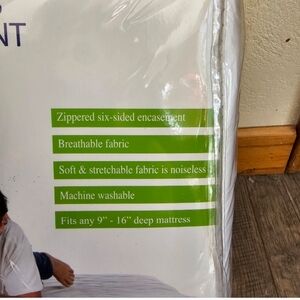 NT
Zippered six-sided encasement
Breathable fabric
Soft & stretchable fabric is noiseless
Machine washable
Fits any 9" - 16" deep mattress